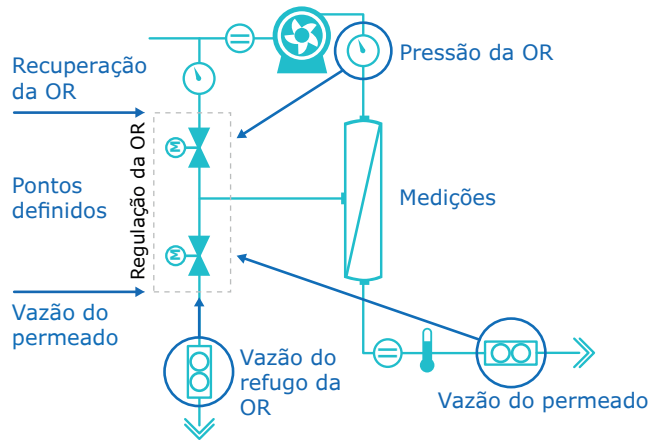 Recuperação
da OR
Pontos
definidos
Vazão do
permeado
Regulação da OR
M
M
Pressão da OR
Medições
Vazão do
refugo da
OR
Vazão do permeado